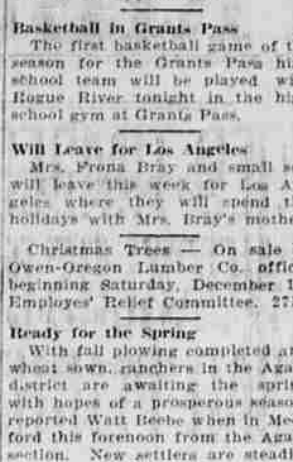 Basketball in Grants Pass
The first basketball game of t
season for the Grants Pass hi
school team will be played wi
Rogue River tonight in the hi
school gym at Grants Pass.
Will Leave for Los Angeles
Mrs. Frona Bray and small s
will leave this week for Los A
geles where they will spend t
holidays with Mrs. Bray's mothe
Christmas Trees — On sale
Owen-Oregon Lumber Co. offic
beginning Saturday, December 1
Employes' Relief Committee. 27
Ready for the Spring
With fall plowing completed an
wheat sown, ranchers in the Aga
district are awaiting the spri
with hopes of a prosperous seaso
reported Watt Beebe when in Me
ford this forenoon from the Aga
section. New settlers are steadi